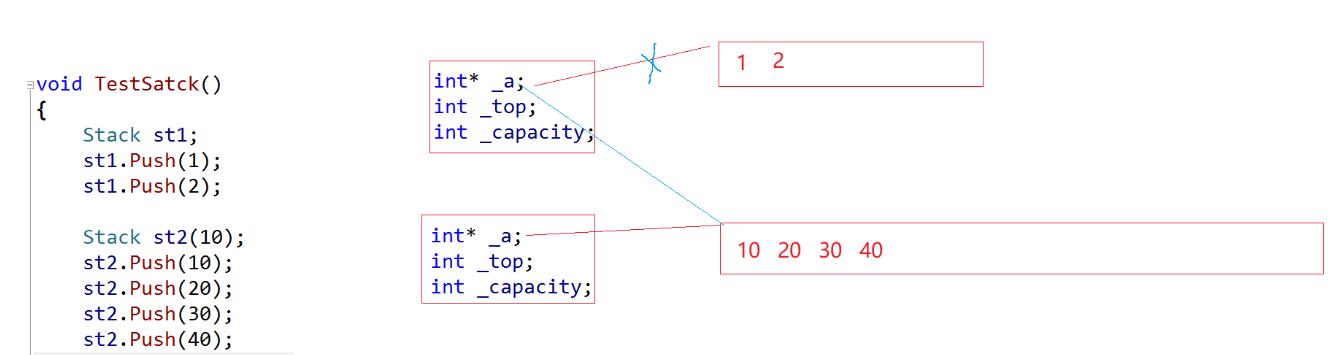 void TestSatck()
{
Stack st1;
st1.Push(1);
st1.Push(2);
Stack st2(10);
st2.Push(10);
st2.Push(20);
st2.Push(30);
st2.Push(40);
int* _a;
int _top;
int _capacity;
1 2
int* _a;
int _top;
int _capacity;
10 20 30 40